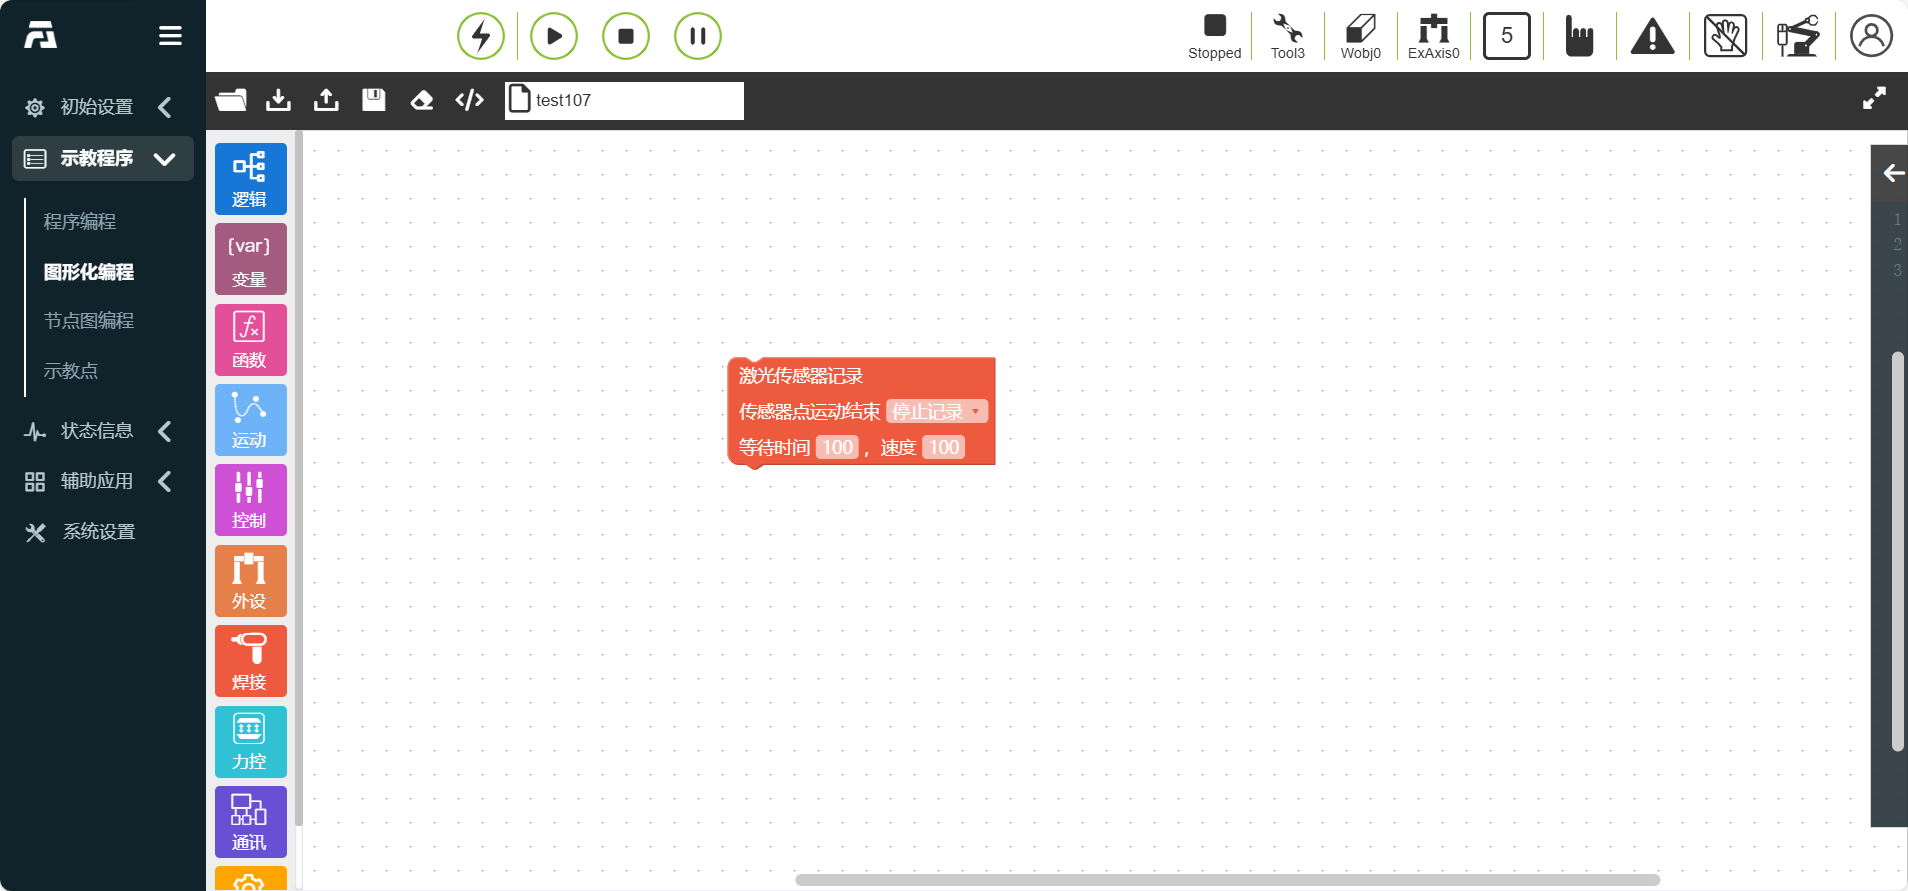 Stopped
Tool3
Wobj0
ExAxis0
5
test107
初始设置
示教程序
程序编程
图形化编程
节点图编程
示教点
状态信息
辅助应用
系统设置
逻辑
{var}
变量
fx
函数
运动
控制
外设
焊接
力控
通讯
激光传感器记录
传感器点运动结束 停止记录
等待时间 100 ，速度 100
1
2
3